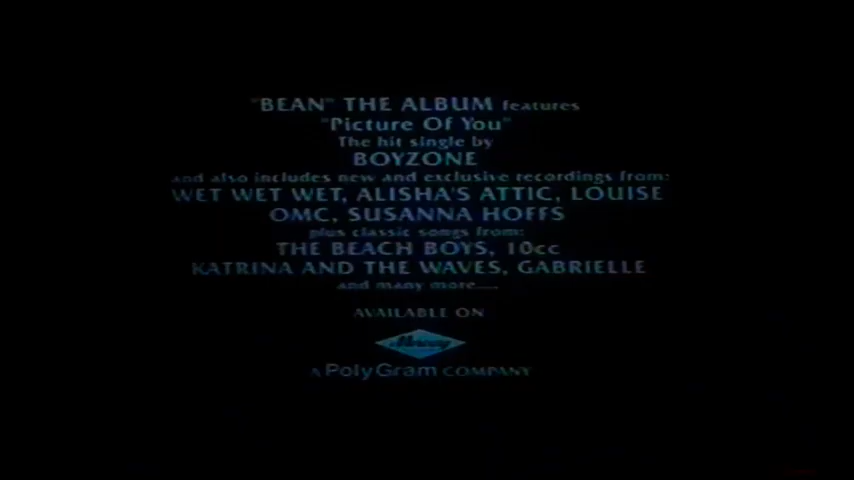 "BEAN" THE ALBUM features
"Picture Of You"
The hit single by
BOYZONE
and also includes new and exclusive recordings from:
WET WET WET, ALISHA'S ATTIC, LOUISE
OMC, SUSANNA HOFFS
plus classic songs from:
THE BEACH BOYS, 10cc
KATRINA AND THE WAVES, GABRIELLE
and many more....
AVAILABLE ON
Mercury
A PolyGram COMPANY